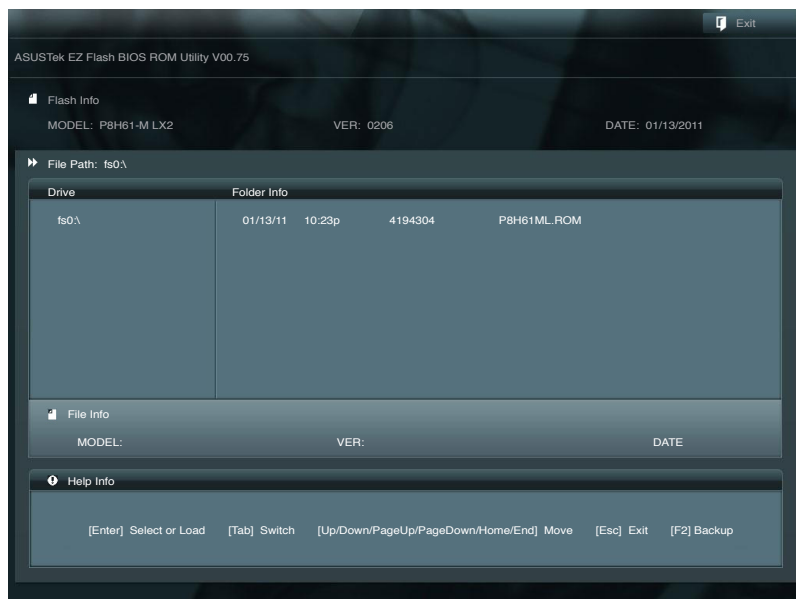 Exit
ASUSTek EZ Flash BIOS ROM Utility V00.75
Flash Info
MODEL: P8H61-M LX2 VER: 0206 DATE: 01/13/2011
File Path: fs0:\
Drive Folder Info
fs0:\ 01/13/11 10:23p 4194304 P8H61ML.ROM
File Info
MODEL: VER: DATE
Help Info
[Enter] Select or Load [Tab] Switch [Up/Down/PageUp/PageDown/Home/End] Move [Esc] Exit [F2] Backup